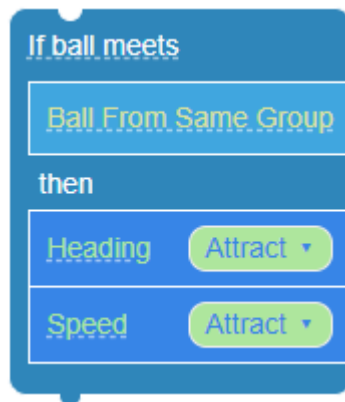 If ball meets
Ball From Same Group
then
Heading Attract
Speed Attract